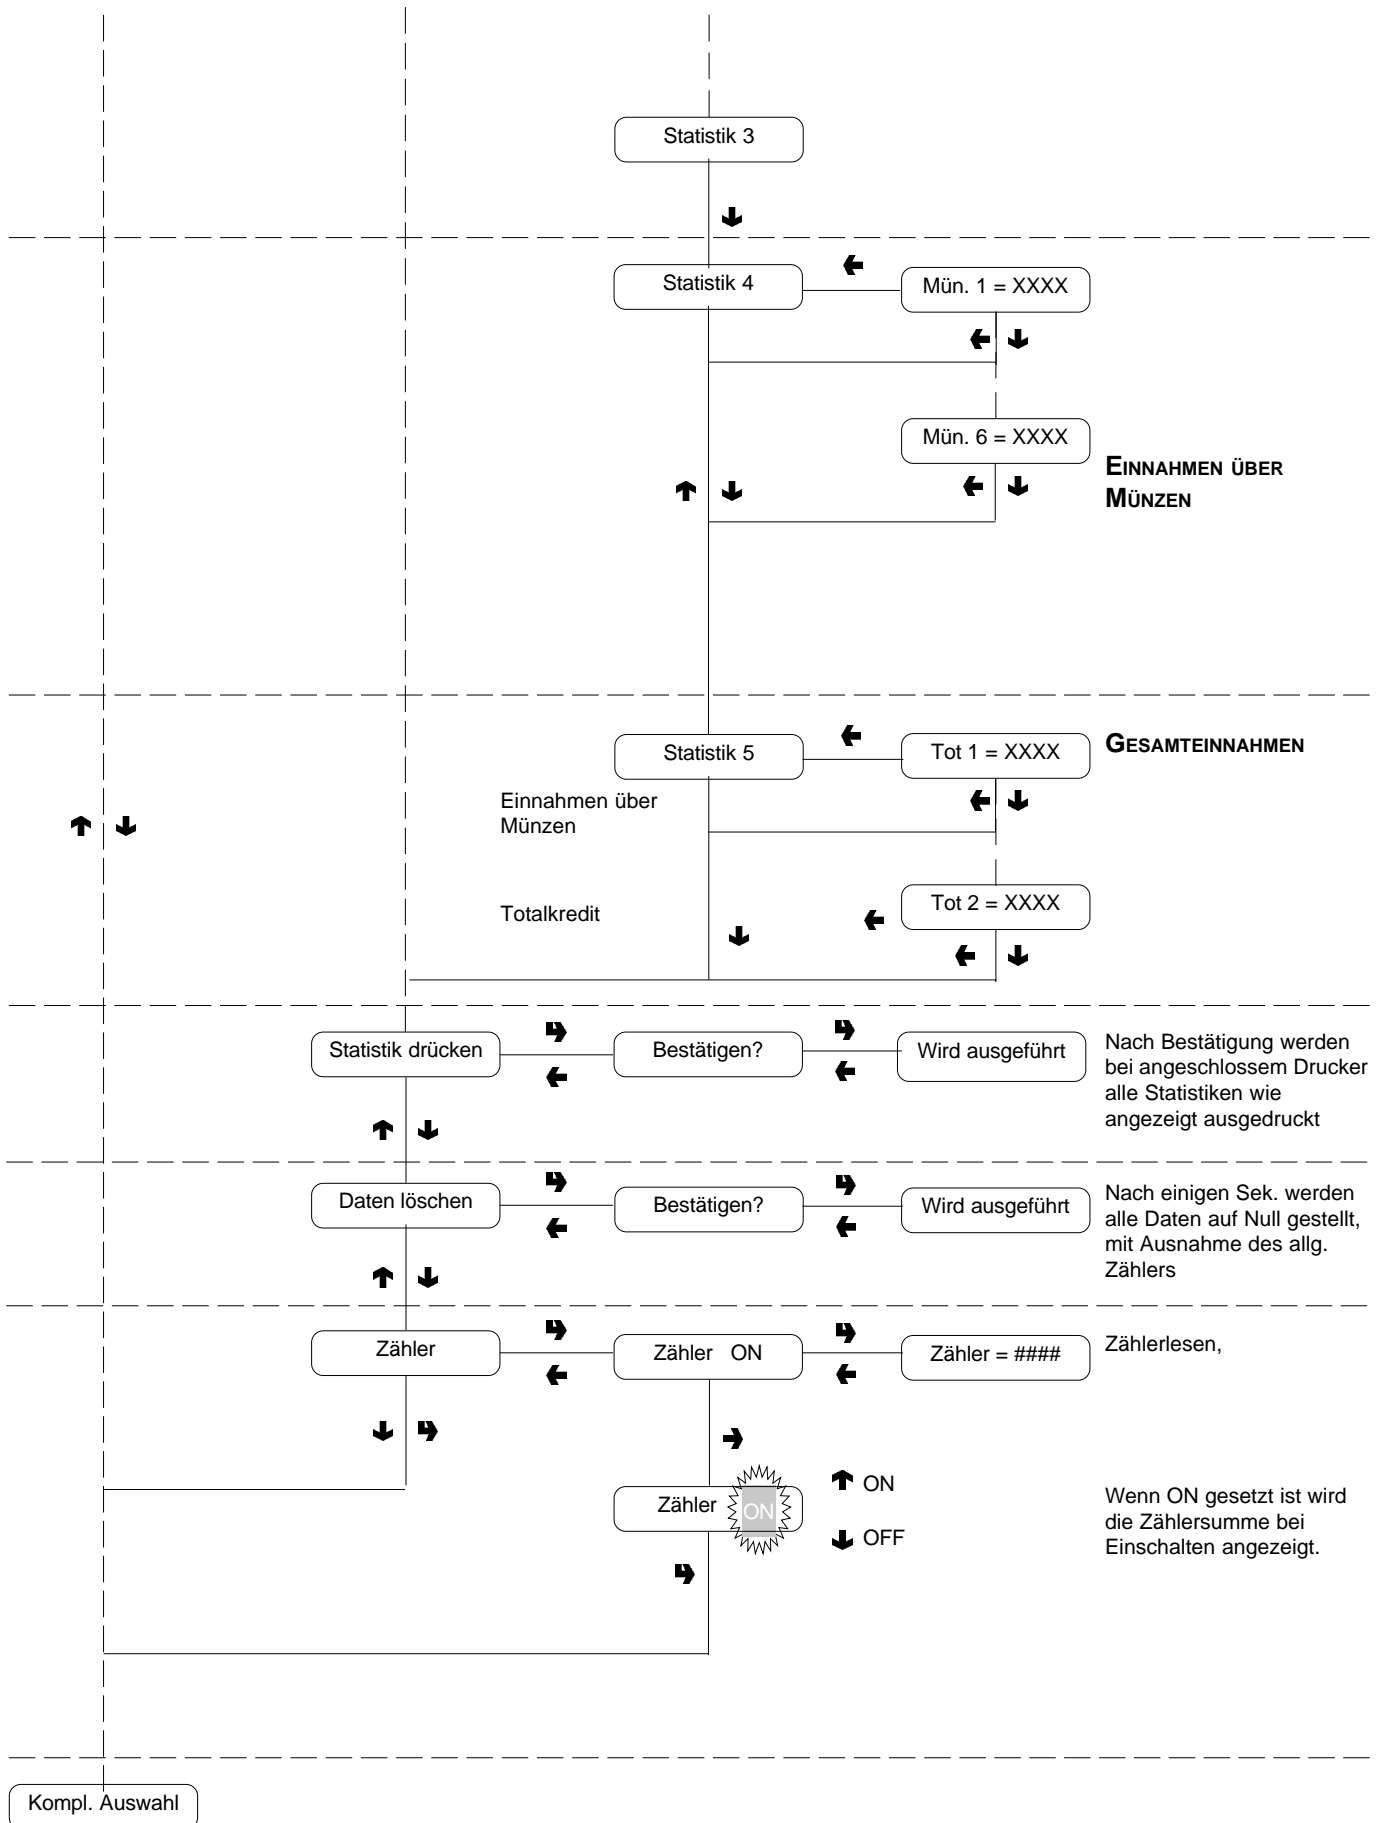 Statistik 3
Statistik 4
Mün. 1 = XXXX
Mün. 6 = XXXX
EINNAHMEN ÜBER
MÜNZEN
Statistik 5
Tot 1 = XXXX
GESAMTEINNAHMEN
Einnahmen über
Münzen
Totalkredit
Tot 2 = XXXX
Statistik drücken
Bestätigen?
Wird ausgeführt
Nach Bestätigung werden
bei angeschlossem Drucker
alle Statistiken wie
angezeigt ausgedruckt
Daten löschen
Bestätigen?
Wird ausgeführt
Nach einigen Sek. werden
alle Daten auf Null gestellt,
mit Ausnahme des allg.
Zählers
Zähler
Zähler ON
Zähler = ####
Zählerlesen,
Zähler ON
ON
OFF
Wenn ON gesetzt ist wird
die Zählersumme bei
Einschalten angezeigt.
Kompl. Auswahl